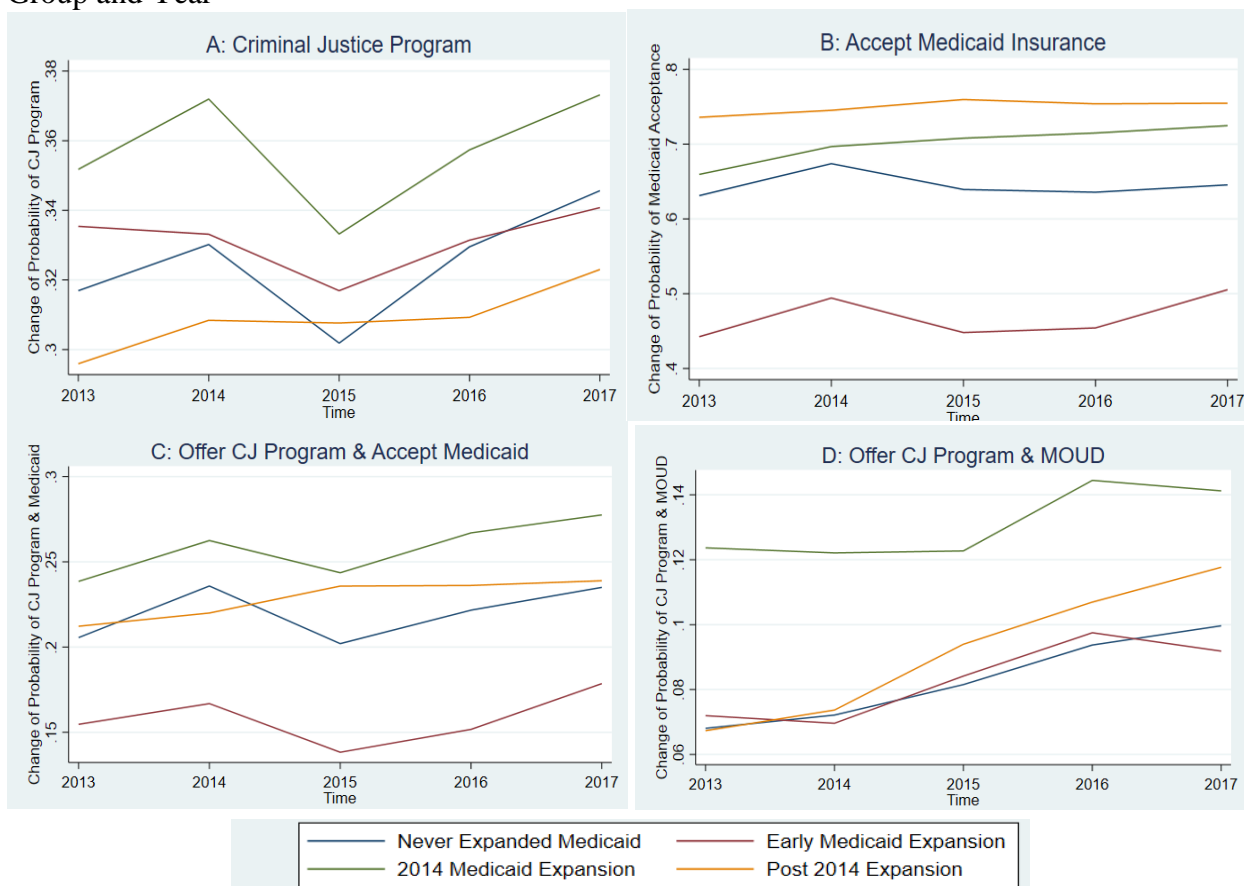 Group and Year
A: Criminal Justice Program
Change of Probability of CJ Program
.38
.36
.34
.32
.3
2013 2014 2015 2016 2017
Time
B: Accept Medicaid Insurance
Change of Probability of Medicaid Acceptance
.8
.7
.6
.5
.4
2013 2014 2015 2016 2017
Time
C: Offer CJ Program & Accept Medicaid
Change of Probability of CJ Program & Medicaid
.3
.25
.2
.15
2013 2014 2015 2016 2017
Time
D: Offer CJ Program & MOUD
Change of Probability of CJ Program & MOUD
.14
.12
.1
.08
.06
2013 2014 2015 2016 2017
Time
Never Expanded Medicaid Early Medicaid Expansion
2014 Medicaid Expansion Post 2014 Expansion